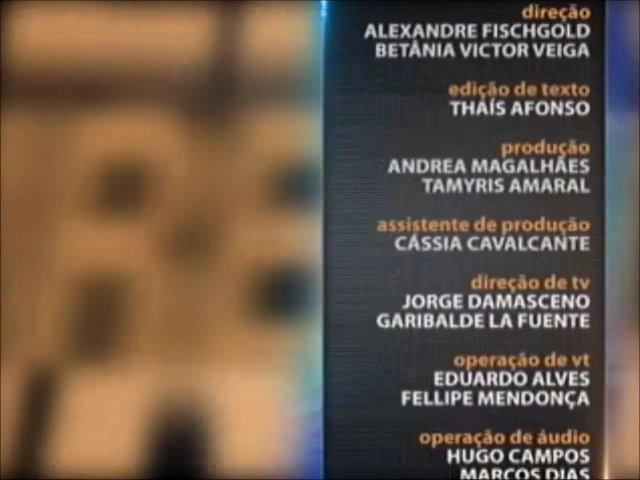 direção
ALEXANDRE FISCHGOLD
BETÂNIA VICTOR VEIGA
edição de texto
THAÍS AFONSO
produção
ANDREA MAGALHÃES
TAMYRIS AMARAL
assistente de produção
CÁSSIA CAVALCANTE
direção de tv
JORGE DAMASCENO
GARIBALDE LA FUENTE
operação de vt
EDUARDO ALVES
FELLIPE MENDONÇA
operação de áudio
HUGO CAMPOS
MARCOS DIAS